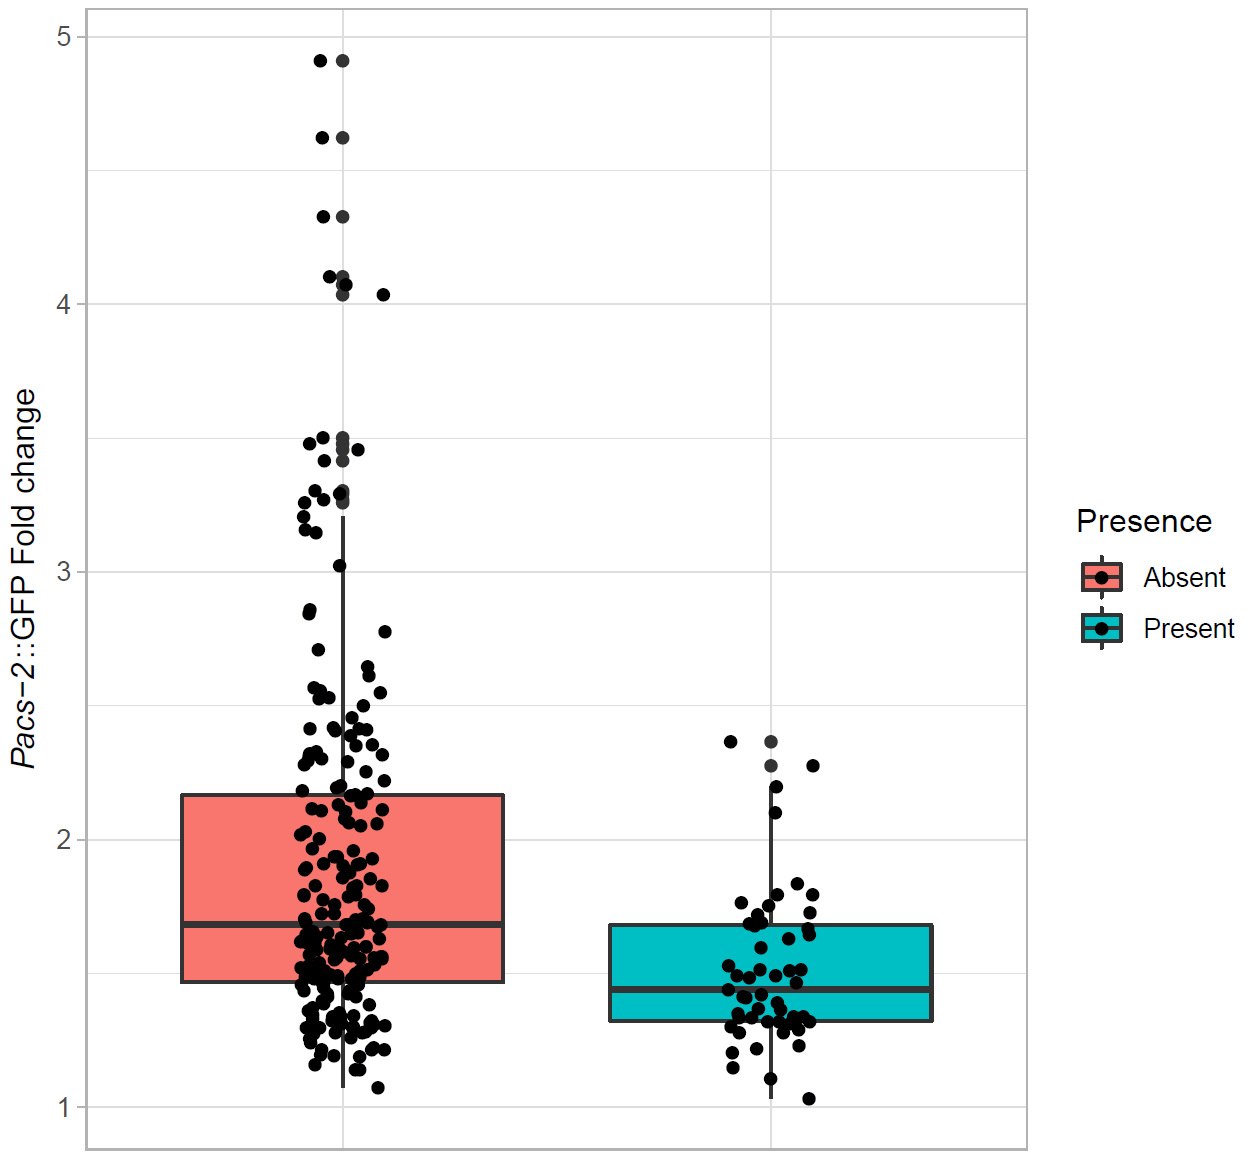 5
4
3
2
1
Pacs−2::GFP Fold change
Presence
Absent
Present